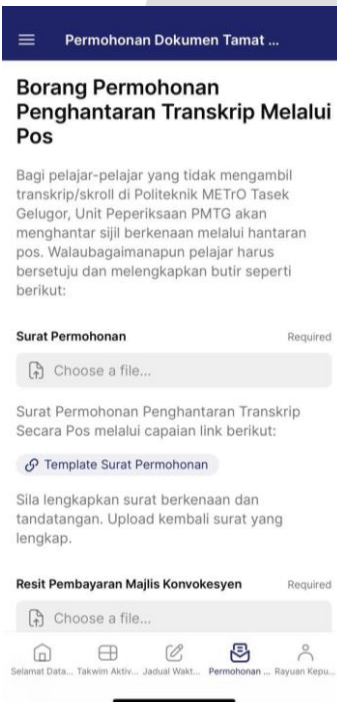 Permohonan Dokumen Tamat ...
Borang Permohonan
Penghantaran Transkrip Melalui
Pos
Bagi pelajar-pelajar yang tidak mengambil
transkrip/skroll di Politeknik METrO Tasek
Gelugor, Unit Peperiksaan PMTG akan
menghantar sijil berkenaan melalui hantaran
pos. Walaubagaimanapun pelajar harus
bersetuju dan melengkapkan butir seperti
berikut:
Surat Permohonan Required
Choose a file...
Surat Permohonan Penghantaran Transkrip
Secara Pos melalui capaian link berikut:
Template Surat Permohonan
Sila lengkapkan surat berkenaan dan
tandatangan. Upload kembali surat yang
lengkap.
Resit Pembayaran Majlis Konvokesyen Required
Choose a file...
Selamat Data... Takwim Aktiv... Jadual Wakt... Permohonan ... Rayuan Kepu...